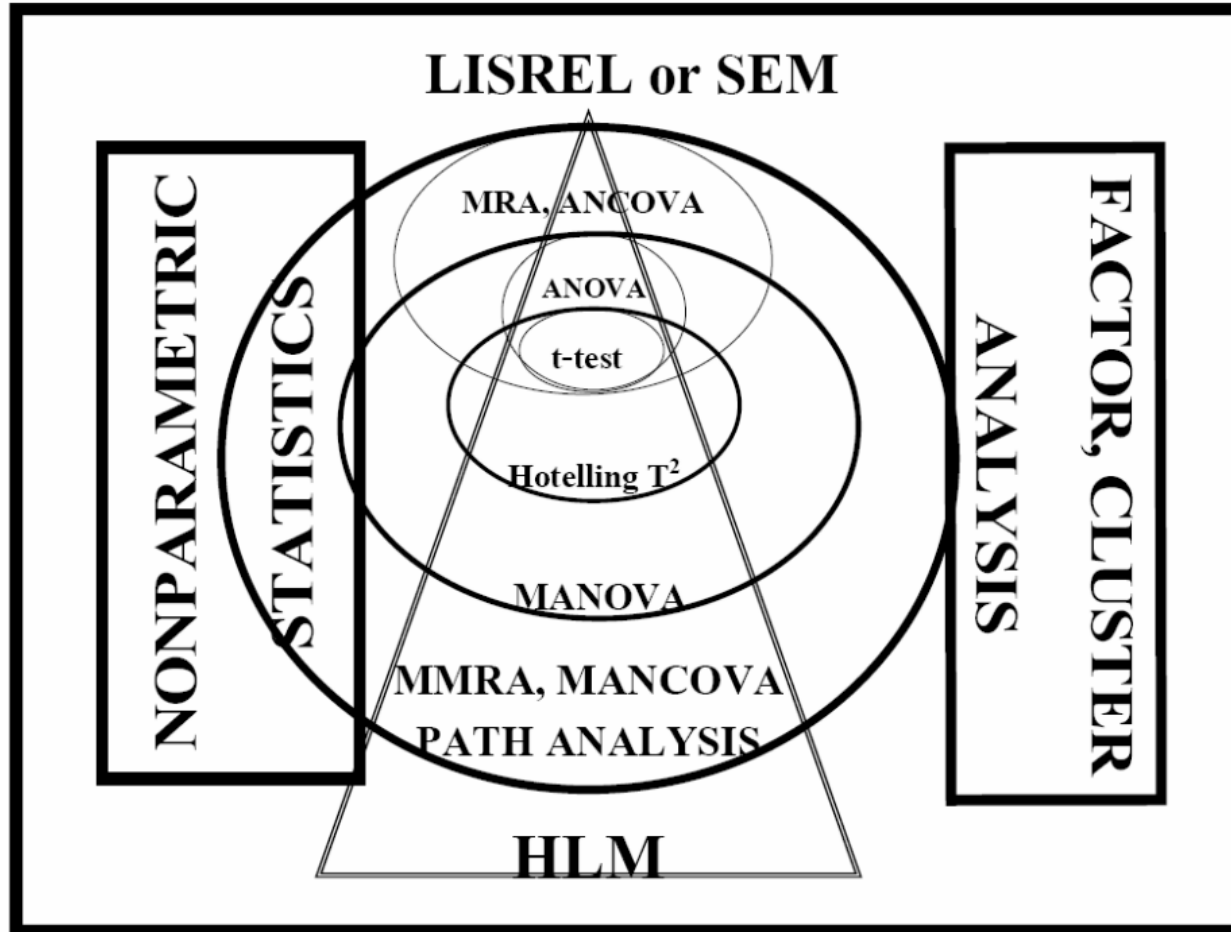 LISREL or SEM
NONPARAMETRIC
STATISTICS
MRA, ANCOVA
ANOVA
t-test
Hotelling T²
MANOVA
MMRA, MANCOVA
PATH ANALYSIS
HLM
FACTOR, CLUSTER
ANALYSIS